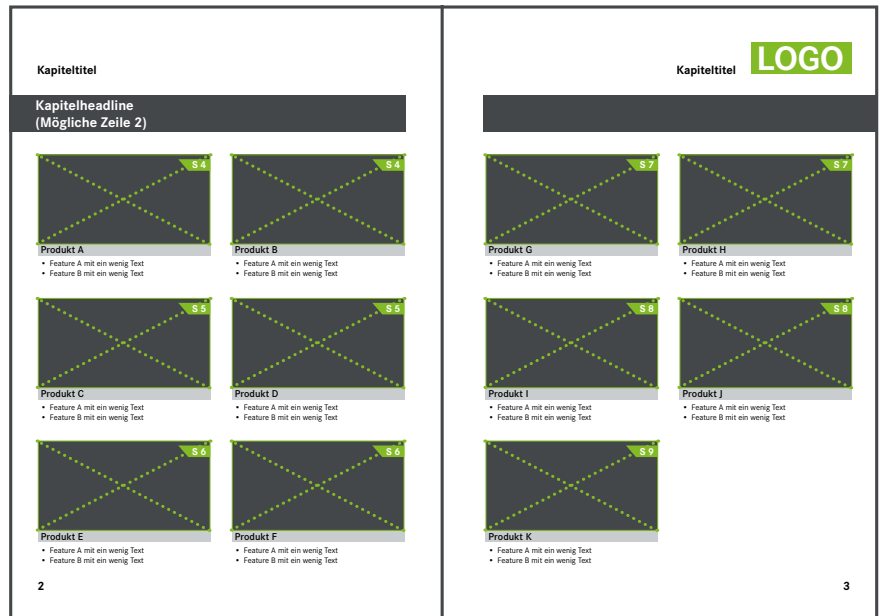 Kapiteltitel
Kapitelheadline
(Mögliche Zeile 2)
S 4
Produkt A
• Feature A mit ein wenig Text
• Feature B mit ein wenig Text
S 4
Produkt B
• Feature A mit ein wenig Text
• Feature B mit ein wenig Text
S 5
Produkt C
• Feature A mit ein wenig Text
• Feature B mit ein wenig Text
S 5
Produkt D
• Feature A mit ein wenig Text
• Feature B mit ein wenig Text
S 6
Produkt E
• Feature A mit ein wenig Text
• Feature B mit ein wenig Text
S 6
Produkt F
• Feature A mit ein wenig Text
• Feature B mit ein wenig Text
2
Kapiteltitel
LOGO
S 7
Produkt G
• Feature A mit ein wenig Text
• Feature B mit ein wenig Text
S 7
Produkt H
• Feature A mit ein wenig Text
• Feature B mit ein wenig Text
S 8
Produkt I
• Feature A mit ein wenig Text
• Feature B mit ein wenig Text
S 8
Produkt J
• Feature A mit ein wenig Text
• Feature B mit ein wenig Text
S 9
Produkt K
• Feature A mit ein wenig Text
• Feature B mit ein wenig Text
3